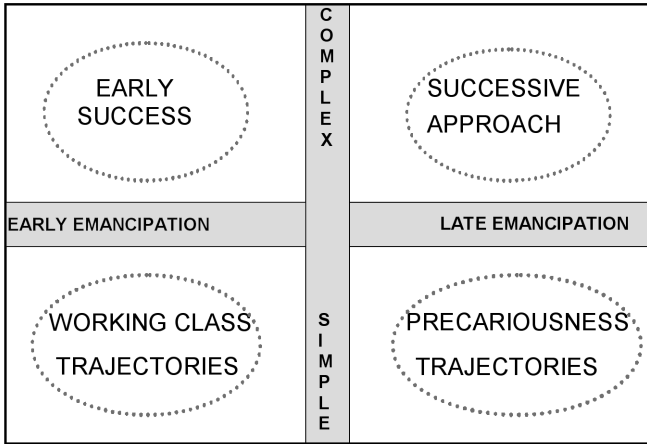 COMPLEX
EARLY
SUCCESS
SUCCESSIVE
APPROACH
EARLY EMANCIPATION
LATE EMANCIPATION
WORKING CLASS
TRAJECTORIES
SIMPLE
PRECARIOUSNESS
TRAJECTORIES